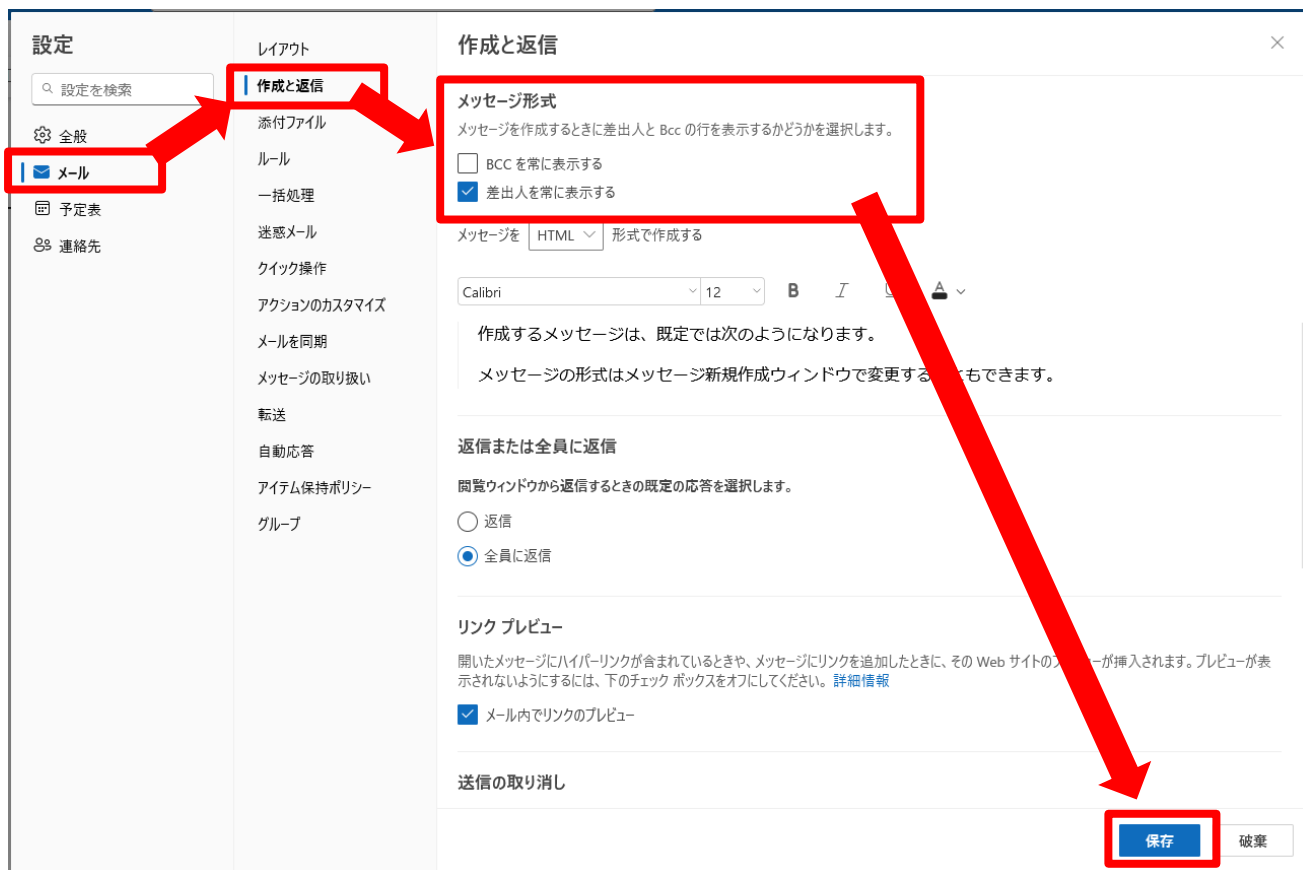 設定
設定を検索
全般
メール
予定表
連絡先
レイアウト
作成と返信
添付ファイル
ルール
一括処理
迷惑メール
クイック操作
アクションのカスタマイズ
メールを同期
メッセージの取り扱い
転送
自動応答
アイテム保持ポリシー
グループ
作成と返信
メッセージ形式
メッセージを作成するときに差出人と Bcc の行を表示するかどうかを選択します。
BCC を常に表示する
差出人を常に表示する
メッセージを HTML 形式で作成する
Calibri 12 B I A
作成するメッセージは、既定では次のようになります。
メッセージの形式はメッセージ新規作成ウィンドウで変更する ともできます。
返信または全員に返信
閲覧ウィンドウから返信するときの既定の応答を選択します。
返信
全員に返信
リンク プレビュー
開いたメッセージにハイパーリンクが含まれているときや、メッセージにリンクを追加したときに、その Web サイトの ーが挿入されます。プレビューが表
示されないようにするには、下のチェック ボックスをオフにしてください。 詳細情報
メール内でリンクのプレビュー
送信の取り消し
保存 破棄